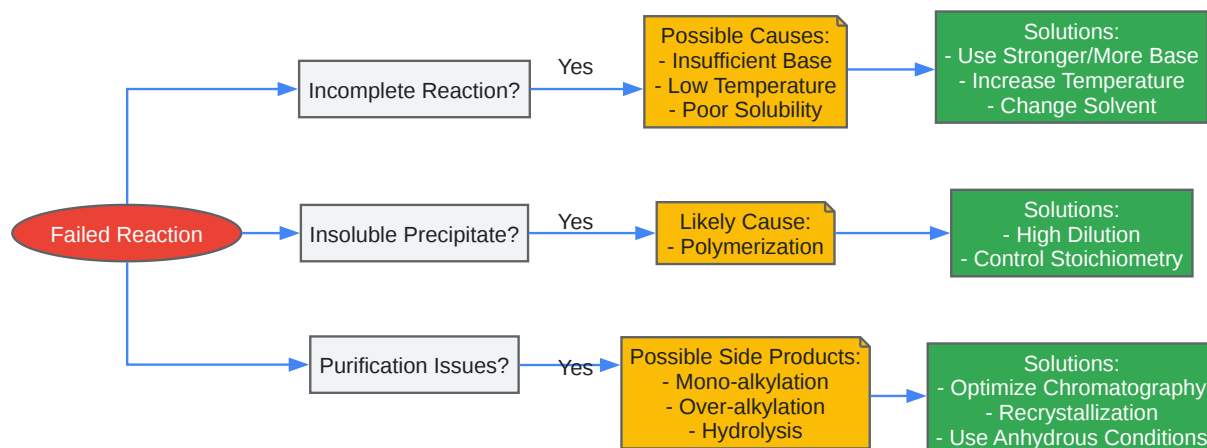 Failed Reaction
Incomplete Reaction?
Yes
Possible Causes:
- Insufficient Base
- Low Temperature
- Poor Solubility
Solutions:
- Use Stronger/More Base
- Increase Temperature
- Change Solvent
Insoluble Precipitate?
Yes
Likely Cause:
- Polymerization
Solutions:
- High Dilution
- Control Stoichiometry
Purification Issues?
Yes
Possible Side Products:
- Mono-alkylation
- Over-alkylation
- Hydrolysis
Solutions:
- Optimize Chromatography
- Recrystallization
- Use Anhydrous Conditions